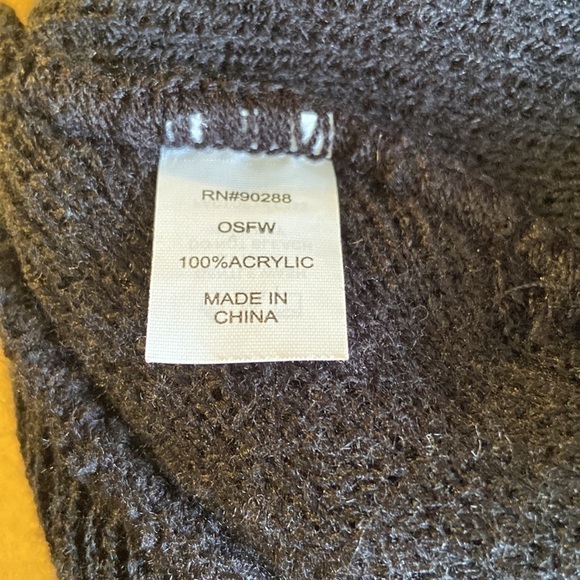 RN#90288
OSFW
100%ACRYLIC
MADE IN
CHINA